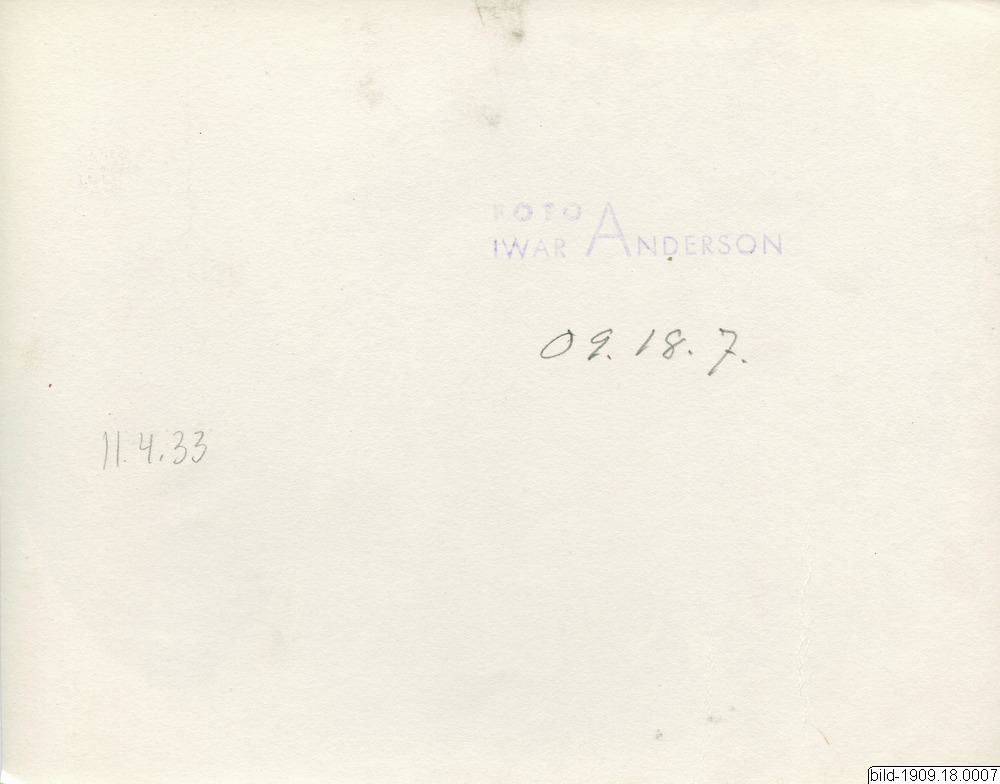 FOTO
IWAR ANDERSON
09.18.7.
11.4.33
bild-1909.18.0007